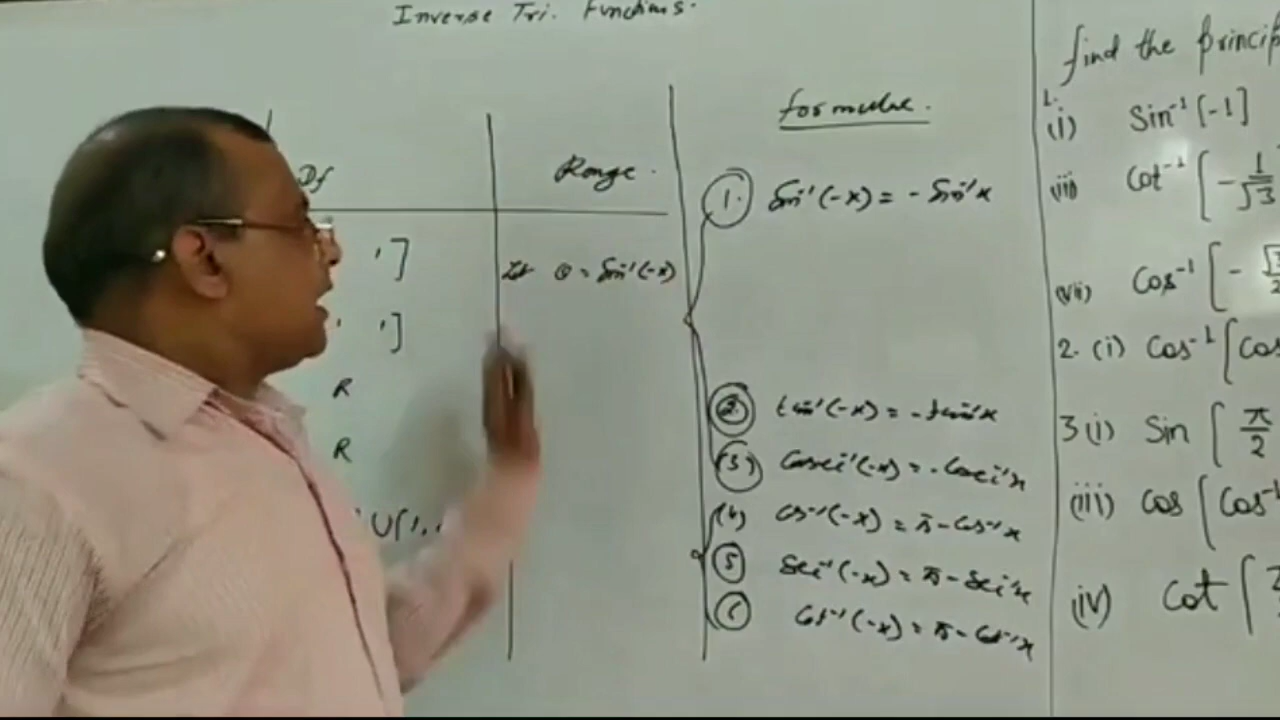 Inverse Tri. Functions.
Df
Range.
']
Let θ = Sin⁻¹(-x)
']
R
R
U(1,
formulae.
1. Sin⁻¹(-x) = - Sin⁻¹x
2. tan⁻¹(-x) = - tan⁻¹x
(3) Cosec⁻¹(-x) = - Cosec⁻¹x
(4) Cos⁻¹(-x) = π - Cos⁻¹x
5 Sec⁻¹(-x) = π - Sec⁻¹x
6 Cot⁻¹(-x) = π - Cot⁻¹x
find the princip
1.
(i) Sin⁻¹[-1]
(iii) Cot⁻¹[-1/√3
(vii) Cos⁻¹[-√3/2
2. (i) Cos⁻¹[Cos
3 (i) Sin[π/2
(iii) Cos[Cos⁻¹
(iv) Cot[